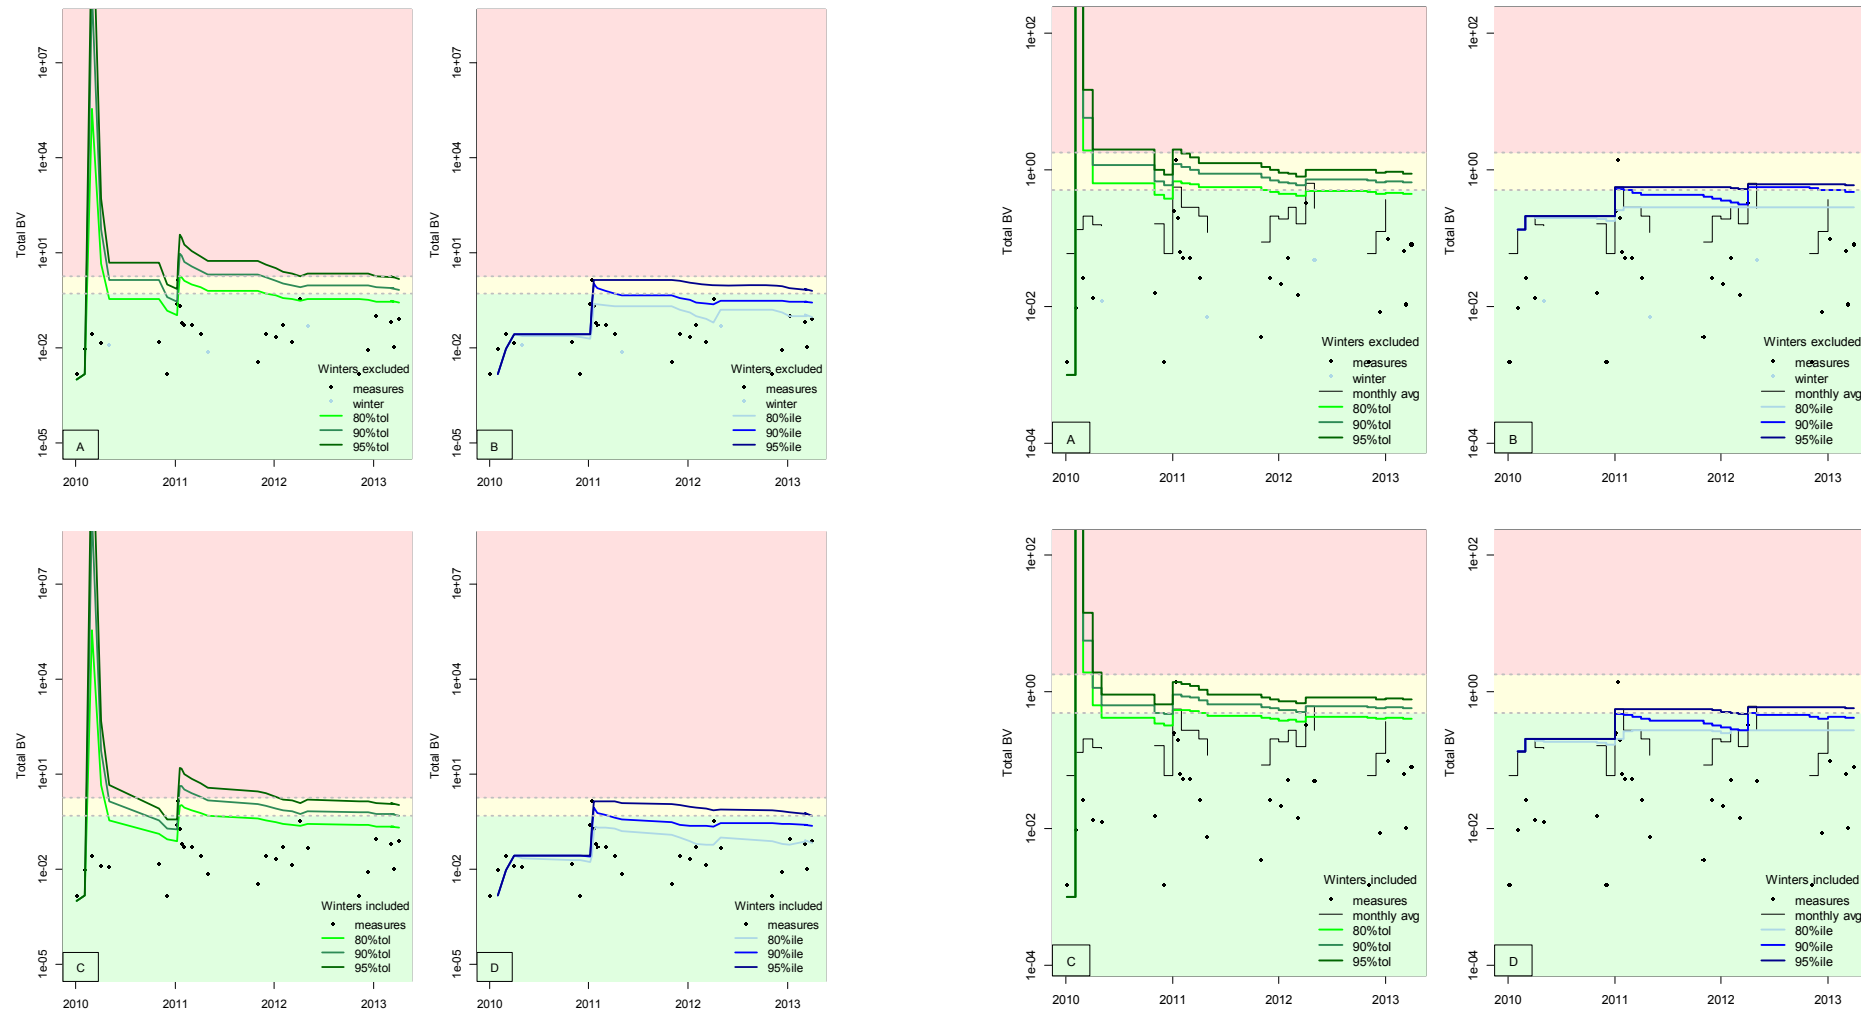 Total BV
1e+07
1e+04
1e+01
1e-02
1e-05
Winters excluded
measures
winter
80%tol
90%tol
95%tol
A
2010
2011
2012
2013
Total BV
1e+07
1e+04
1e+01
1e-02
1e-05
Winters excluded
measures
winter
80%ile
90%ile
95%ile
B
2010
2011
2012
2013
Total BV
1e+02
1e+00
1e-02
1e-04
Winters excluded
measures
winter
monthly avg
80%tol
90%tol
95%tol
A
2010
2011
2012
2013
Total BV
1e+02
1e+00
1e-02
1e-04
Winters excluded
measures
winter
monthly avg
80%ile
90%ile
95%ile
B
2010
2011
2012
2013
Total BV
1e+07
1e+04
1e+01
1e-02
1e-05
Winters included
measures
80%tol
90%tol
95%tol
C
2010
2011
2012
2013
Total BV
1e+07
1e+04
1e+01
1e-02
1e-05
Winters included
measures
80%ile
90%ile
95%ile
D
2010
2011
2012
2013
Total BV
1e+02
1e+00
1e-02
1e-04
Winters included
measures
monthly avg
80%tol
90%tol
95%tol
C
2010
2011
2012
2013
Total BV
1e+02
1e+00
1e-02
1e-04
Winters included
measures
monthly avg
80%ile
90%ile
95%ile
D
2010
2011
2012
2013